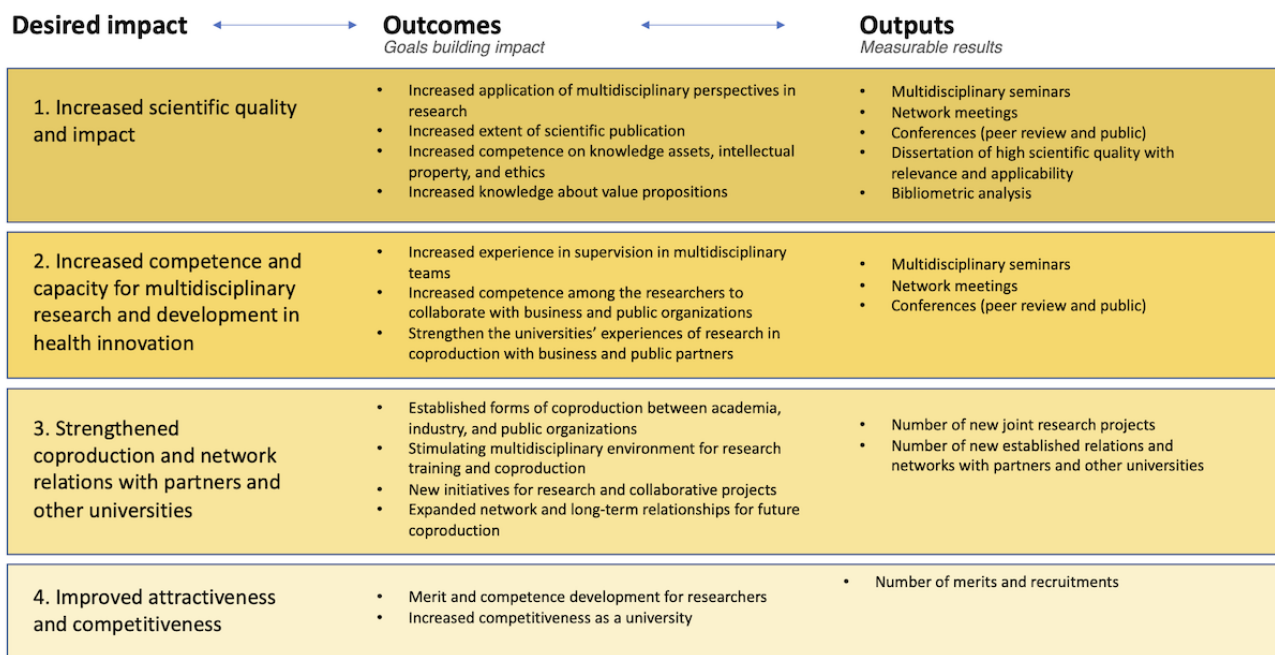 Desired impact
Outcomes
Goals building impact
Outputs
Measurable results
1. Increased scientific quality
and impact
• Increased application of multidisciplinary perspectives in
research
• Increased extent of scientific publication
• Increased competence on knowledge assets, intellectual
property, and ethics
• Increased knowledge about value propositions
• Multidisciplinary seminars
• Network meetings
• Conferences (peer review and public)
• Dissertation of high scientific quality with
relevance and applicability
• Bibliometric analysis
2. Increased competence and
capacity for multidisciplinary
research and development in
health innovation
• Increased experience in supervision in multidisciplinary
teams
• Increased competence among the researchers to
collaborate with business and public organizations
• Strengthen the universities’ experiences of research in
coproduction with business and public partners
• Multidisciplinary seminars
• Network meetings
• Conferences (peer review and public)
3. Strengthened
coproduction and network
relations with partners and
other universities
• Established forms of coproduction between academia,
industry, and public organizations
• Stimulating multidisciplinary environment for research
training and coproduction
• New initiatives for research and collaborative projects
• Expanded network and long-term relationships for future
coproduction
• Number of new joint research projects
• Number of new established relations and
networks with partners and other universities
4. Improved attractiveness
and competitiveness
• Merit and competence development for researchers
• Increased competitiveness as a university
• Number of merits and recruitments